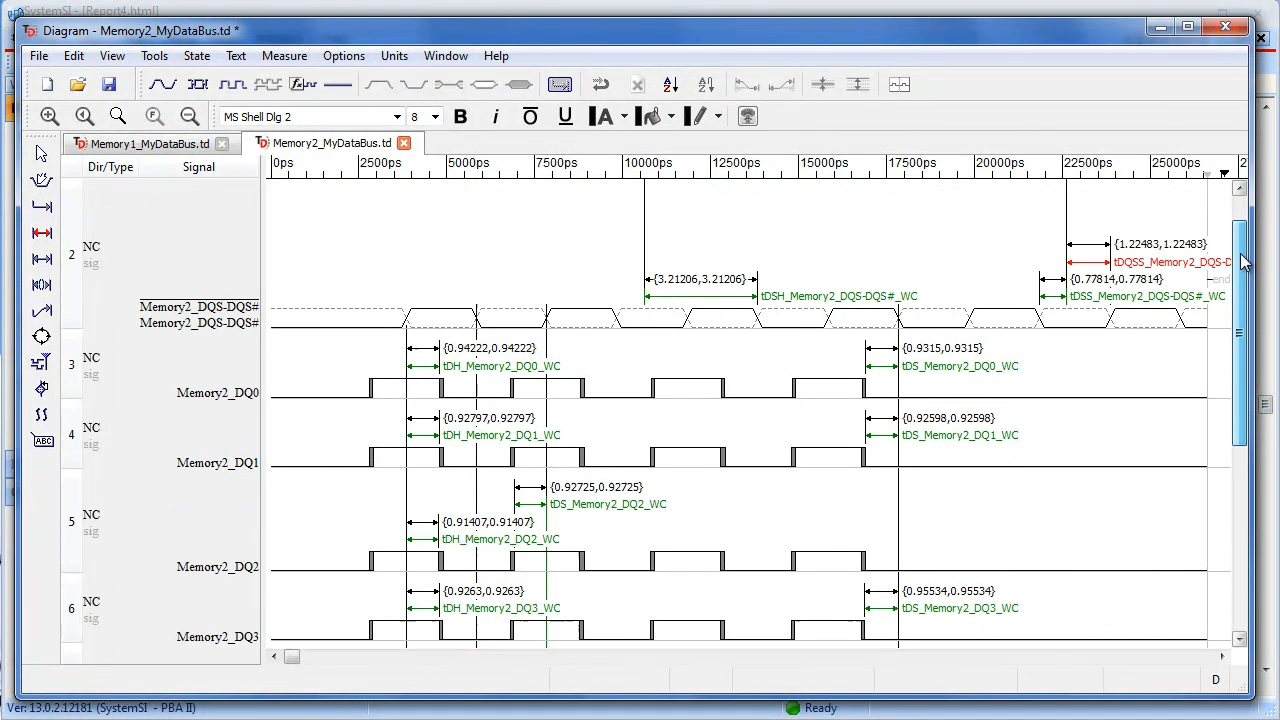 SystemSI - [Report4.html]
Diagram - Memory2_MyDataBus.td *
File Edit View Tools State Text Measure Options Units Window Help
MS Shell Dlg 2 8 B i O U A
Memory1_MyDataBus.td Memory2_MyDataBus.td
Dir/Type Signal 0ps 2500ps 5000ps 7500ps 10000ps 12500ps 15000ps 17500ps 20000ps 22500ps 25000ps
{1.22483,1.22483}
2 NC
sig
tDQSS_Memory2_DQS-D
{3.21206,3.21206} {0.77814,0.77814} end
tDSH_Memory2_DQS-DQS#_WC tDSS_Memory2_DQS-DQS#_WC
Memory2_DQS-DQS#
Memory2_DQS-DQS#
{0.94222,0.94222} {0.9315,0.9315}
3 NC
sig
tDH_Memory2_DQ0_WC tDS_Memory2_DQ0_WC
Memory2_DQ0
{0.92797,0.92797} {0.92598,0.92598}
4 NC
sig
tDH_Memory2_DQ1_WC tDS_Memory2_DQ1_WC
Memory2_DQ1
{0.92725,0.92725}
tDS_Memory2_DQ2_WC
5 NC
sig
{0.91407,0.91407}
tDH_Memory2_DQ2_WC
Memory2_DQ2
{0.9263,0.9263} {0.95534,0.95534}
6 NC
sig
tDH_Memory2_DQ3_WC tDS_Memory2_DQ3_WC
Memory2_DQ3
D
Ver: 13.0.2.12181 (SystemSI - PBA II) Ready